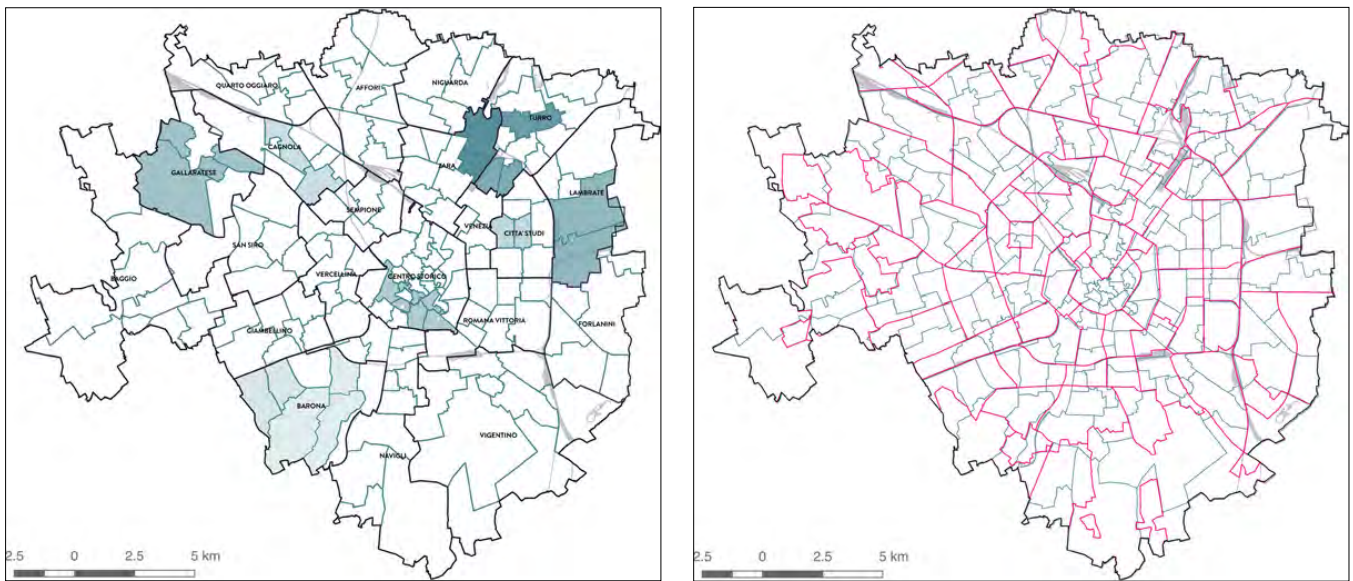 QUARTO OGGIARO
AFFORI
NIGUARDA
TURRO
CAGNOLA
ZARA
GALLARATESE
LAMBRATE
SEMPIONE
VENEZIA
CITTA' STUDI
SAN SIRO
BAGGIO
VERCELLINA
CENTRO STORICO
ROMANA VITTORIA
FORLANINI
GIAMBELLINO
BARONA
VIGENTINO
NAVIGLI
2.5 0 2.5 5 km
2.5 0 2.5 5 km